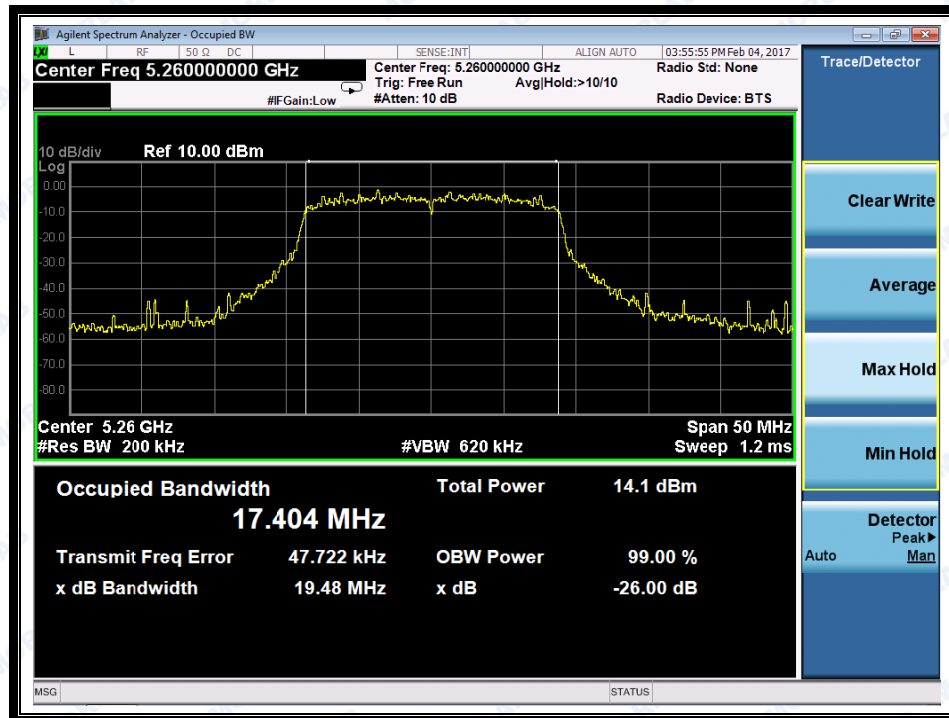 Agilent Spectrum Analyzer - Occupied BW
LXI L RF 50 Ω DC SENSE:INT ALIGN AUTO 03:55:55 PM Feb 04, 2017
Center Freq 5.260000000 GHz
Center Freq: 5.260000000 GHz Radio Std: None
Trig: Free Run Avg|Hold:>10/10
#IFGain:Low #Atten: 10 dB Radio Device: BTS
10 dB/div Ref 10.00 dBm
Log
0.00
-10.0
-20.0
-30.0
-40.0
-50.0
-60.0
-70.0
-80.0
Center 5.26 GHz Span 50 MHz
#Res BW 200 kHz #VBW 620 kHz Sweep 1.2 ms
Occupied Bandwidth Total Power 14.1 dBm
17.404 MHz
Transmit Freq Error 47.722 kHz OBW Power 99.00 %
x dB Bandwidth 19.48 MHz x dB -26.00 dB
MSG STATUS
Trace/Detector
Clear Write
Average
Max Hold
Min Hold
Detector
Peak▶
Auto Man